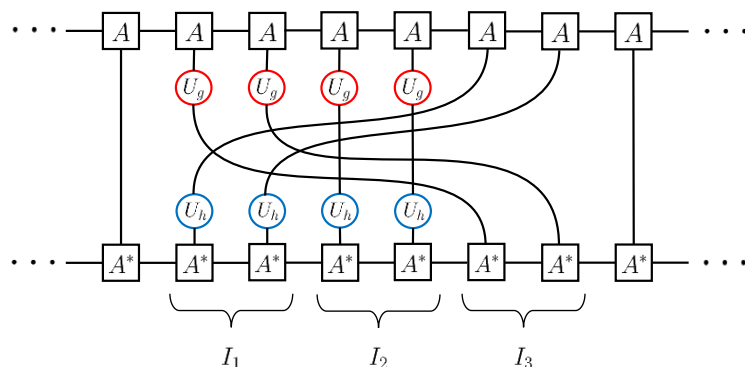 · · · A A A A A A A A · · ·
U_g U_g U_g U_g
U_h U_h U_h U_h
· · · A* A* A* A* A* A* A* A* · · ·
I_1 I_2 I_3